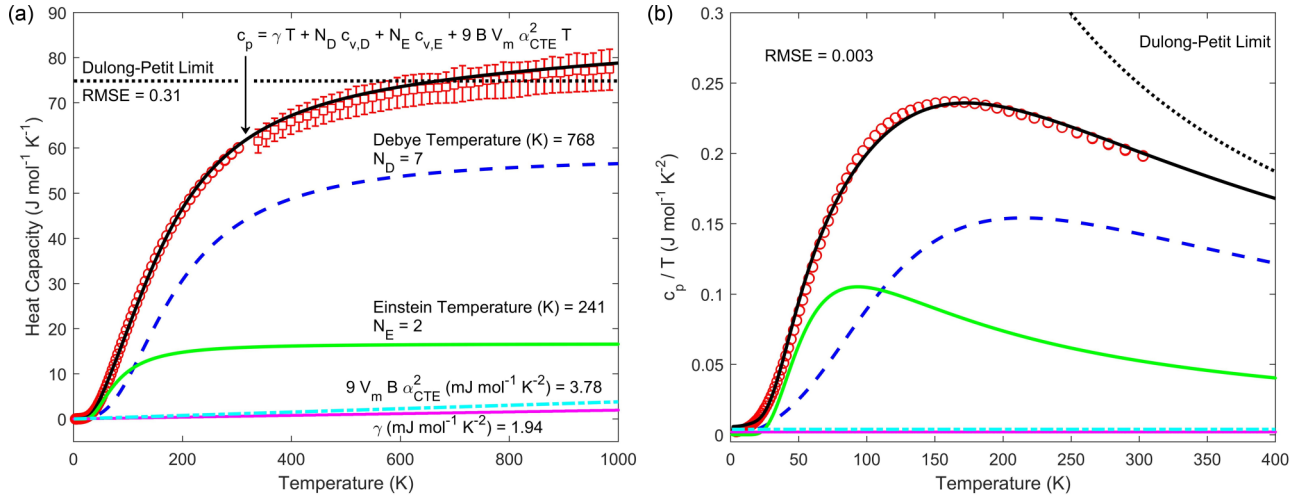 (a)
c_p = γ T + N_D c_v,D + N_E c_v,E + 9 B V_m α²_CTE T
Dulong-Petit Limit
RMSE = 0.31
Debye Temperature (K) = 768
N_D = 7
Einstein Temperature (K) = 241
N_E = 2
9 V_m B α²_CTE (mJ mol⁻¹ K⁻²) = 3.78
γ (mJ mol⁻¹ K⁻²) = 1.94
Heat Capacity (J mol⁻¹ K⁻¹)
90
80
70
60
50
40
30
20
10
0
0 200 400 600 800 1000
Temperature (K)
(b)
RMSE = 0.003
Dulong-Petit Limit
c_p / T (J mol⁻¹ K⁻²)
0.3
0.25
0.2
0.15
0.1
0.05
0
0 50 100 150 200 250 300 350 400
Temperature (K)